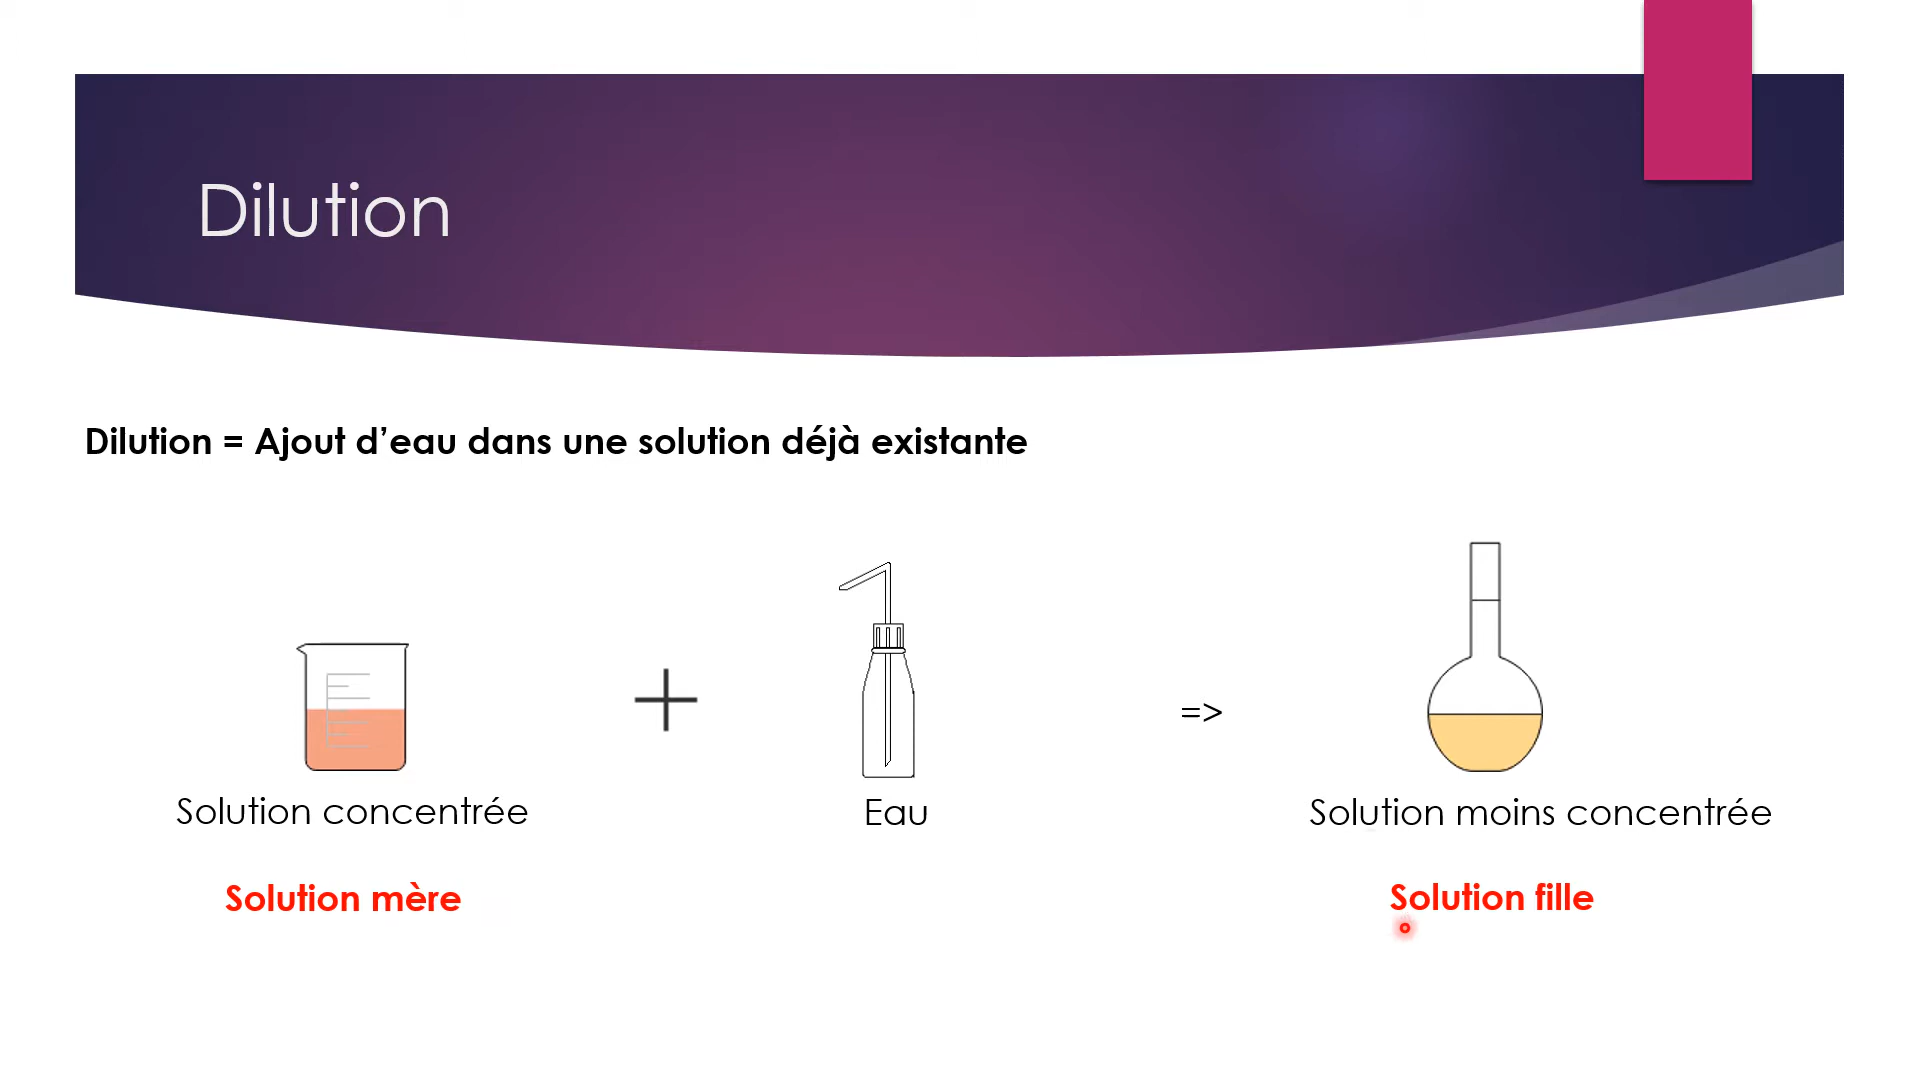 Dilution
Dilution = Ajout d’eau dans une solution déjà existante
=>
Solution concentrée
Eau
Solution moins concentrée
Solution mère
Solution fille